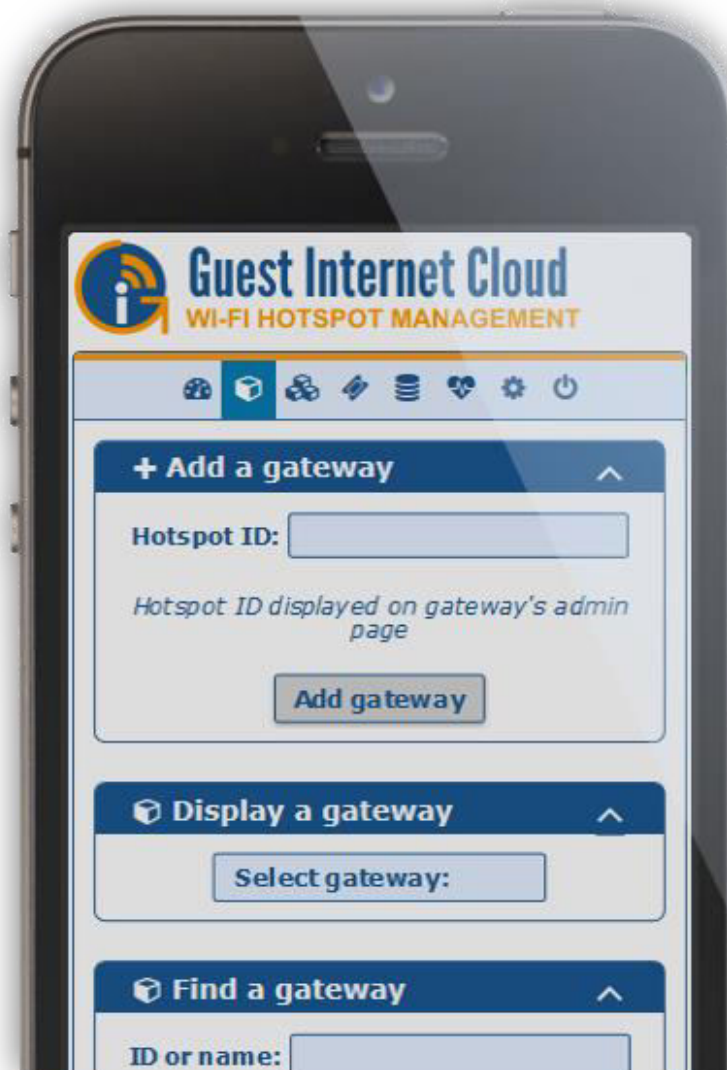 Guest Internet Cloud
WI-FI HOTSPOT MANAGEMENT
Add a gateway
Hotspot ID:
Hotspot ID displayed on gateway's admin
page
Add gateway
Display a gateway
Select gateway:
Find a gateway
ID or name: